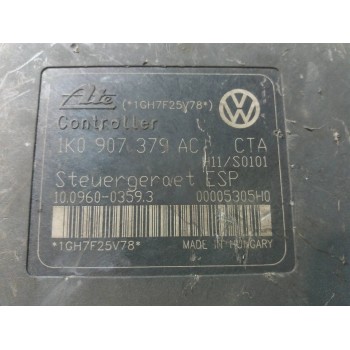 Ate (*1GH7F25V78*)
Controller
1K0 907 379 AC CTA
H11/S0101
Steuergeraet ESP
10.0960-0359.3 00005305H0
*1GH7F25V78* MADE IN HUNGARY